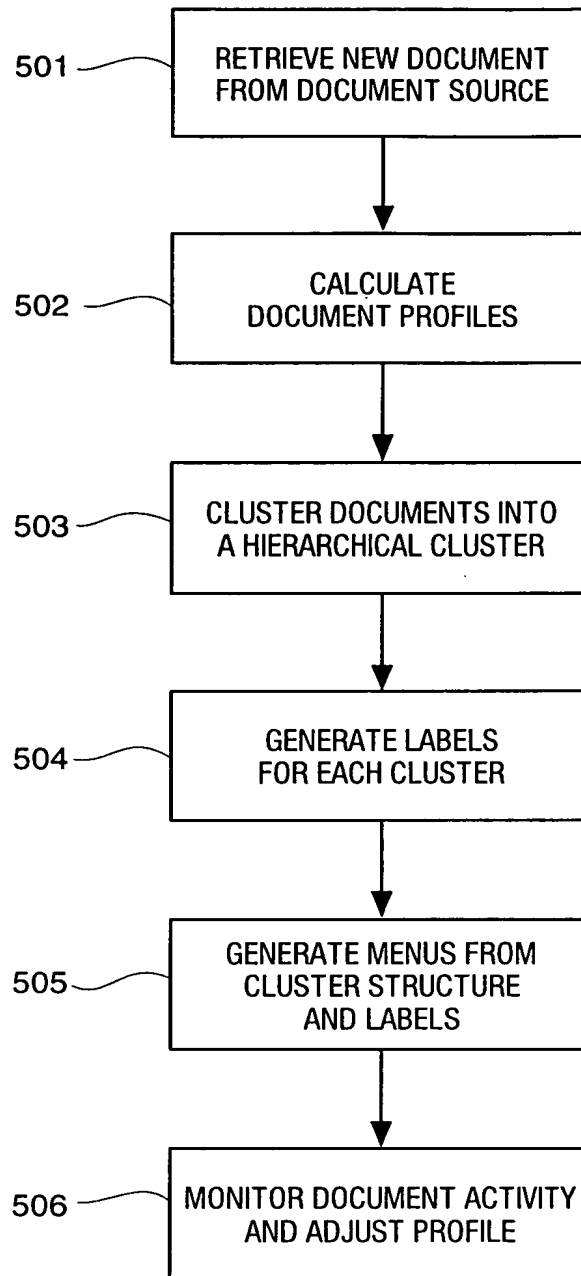 501
RETRIEVE NEW DOCUMENT
FROM DOCUMENT SOURCE
502
CALCULATE
DOCUMENT PROFILES
503
CLUSTER DOCUMENTS INTO
A HIERARCHICAL CLUSTER
504
GENERATE LABELS
FOR EACH CLUSTER
505
GENERATE MENUS FROM
CLUSTER STRUCTURE
AND LABELS
506
MONITOR DOCUMENT ACTIVITY
AND ADJUST PROFILE